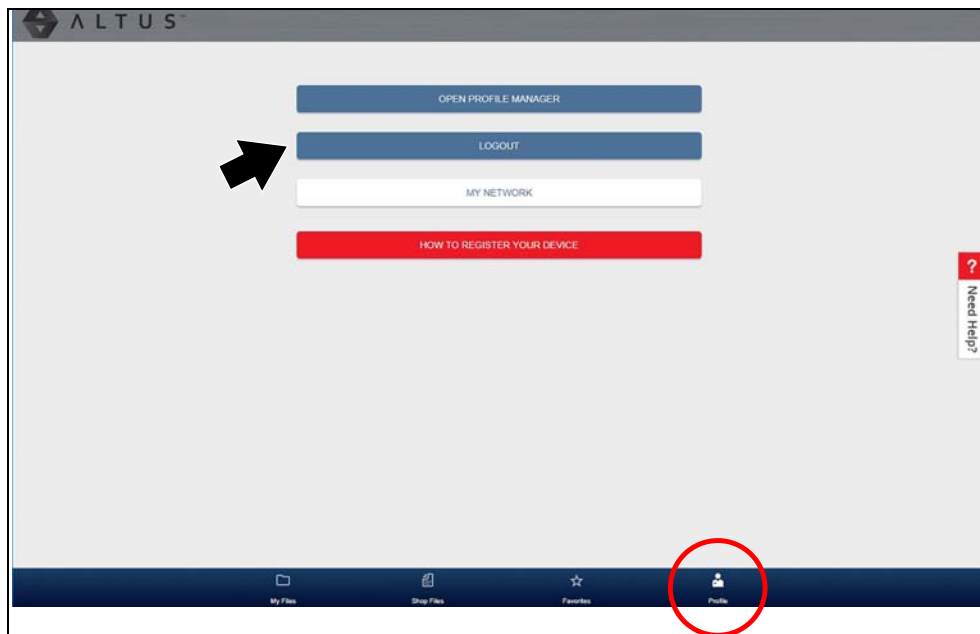 ALTUS™
OPEN PROFILE MANAGER
LOGOUT
MY NETWORK
HOW TO REGISTER YOUR DEVICE
?
Need Help?
My Files
Shop Files
Favorites
Profile